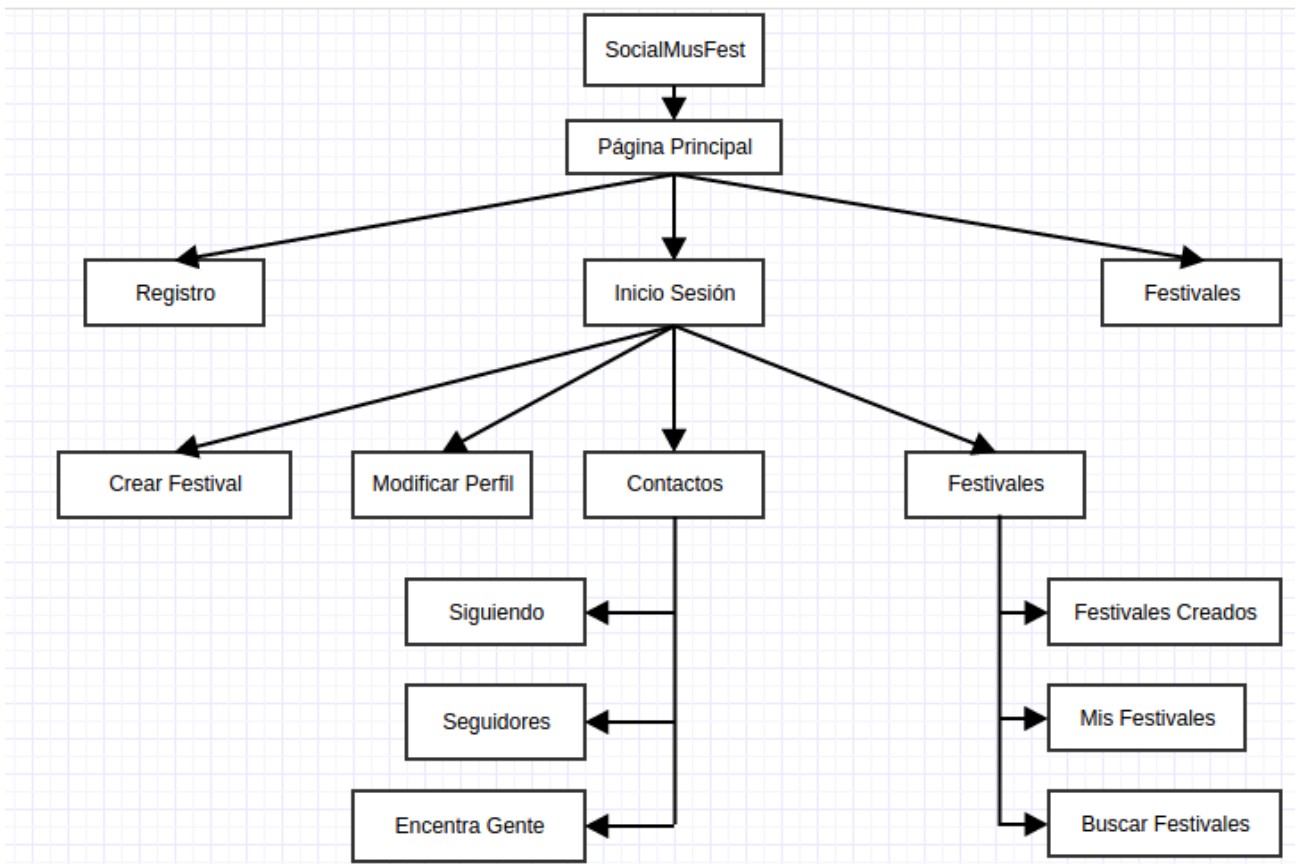 SocialMusFest
Página Principal
Registro
Inicio Sesión
Festivales
Crear Festival
Modificar Perfil
Contactos
Festivales
Siguiendo
Festivales Creados
Seguidores
Mis Festivales
Encentra Gente
Buscar Festivales